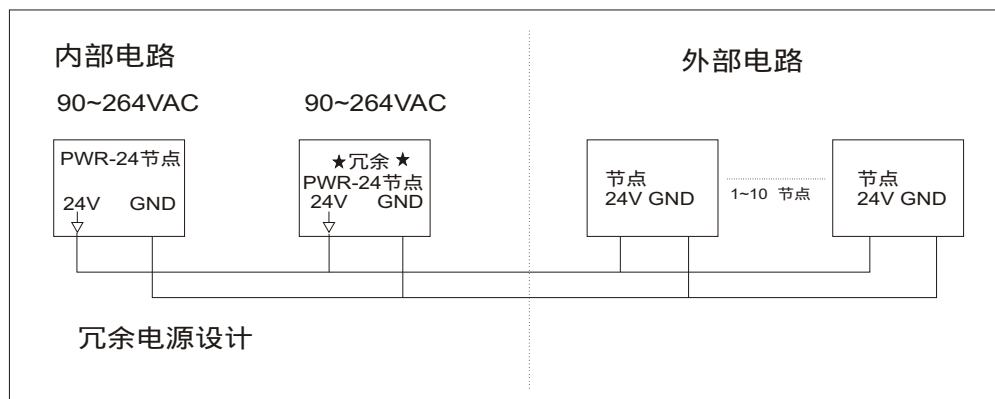 内部电路
外部电路
90~264VAC
90~264VAC
PWR-24节点
24V GND
★冗余★
PWR-24节点
24V GND
节点
24V GND
1~10 节点
节点
24V GND
冗余电源设计